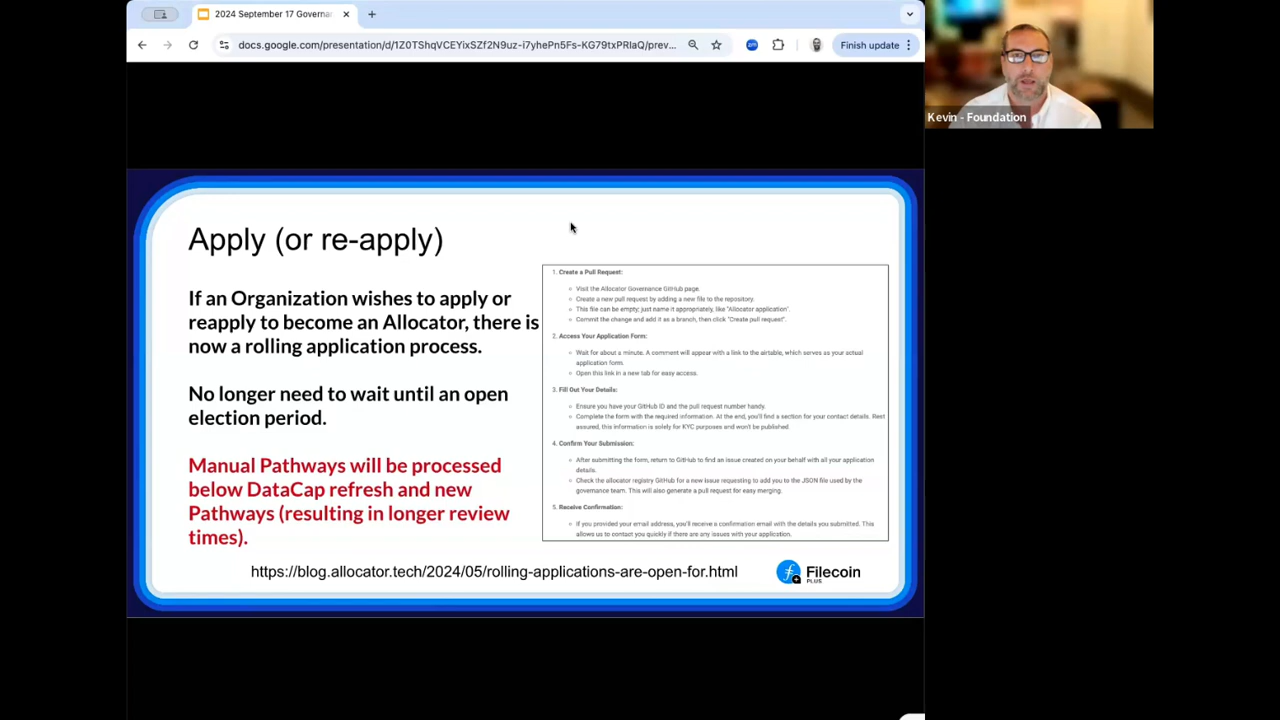 2024 September 17 Governa
docs.google.com/presentation/d/1Z0TShqVCEYixSZf2N9uz-i7yhePn5Fs-KG79txPRIaQ/prev...
Finish update
Kevin - Foundation
Apply (or re-apply)
If an Organization wishes to apply or
reapply to become an Allocator, there is
now a rolling application process.
No longer need to wait until an open
election period.
Manual Pathways will be processed
below DataCap refresh and new
Pathways (resulting in longer review
times).
1. Create a Pull Request:
Visit the Allocator Governance GitHub page.
Create a new pull request by adding a new file to the repository.
This file can be empty; just name it appropriately, like "Allocator application".
Commit the change and add it as a branch, then click "Create pull request".
2. Access Your Application Form:
Wait for about a minute. A comment will appear with a link to the airtable, which serves as your actual
application form.
Open this link in a new tab for easy access.
3. Fill Out Your Details:
Ensure you have your GitHub ID and the pull request number handy.
Complete the form with the required information. At the end, you'll find a section for your contact details. Rest
assured, this information is solely for KYC purposes and won't be published
4. Confirm Your Submission:
After submitting the form, return to GitHub to find an issue created on your behalf with all your application
details.
Check the allocator registry GitHub for a new issue requesting to add you to the JSON file used by the
governance team. This will also generate a pull request for easy merging.
5. Receive Confirmation:
If you provided your email address, you'll receive a confirmation email with the details you submitted. This
allows us to contact you quickly if there are any issues with your application.
https://blog.allocator.tech/2024/05/rolling-applications-are-open-for.html
Filecoin
PLUS